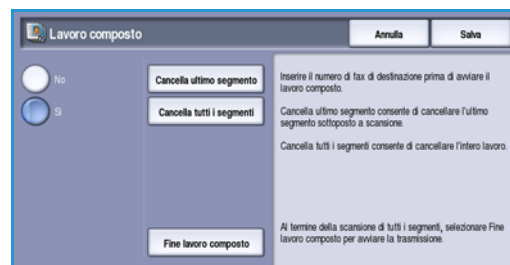 Lavoro composto
Annulla
Salva
No
Sì
Cancella ultimo segmento
Cancella tutti i segmenti
Fine lavoro composto
Inserire il numero di fax di destinazione prima di avviare il
lavoro composto.
Cancella ultimo segmento consente di cancellare l'ultimo
segmento sottoposto a scansione.
Cancella tutti i segmenti consente di cancellare l'intero lavoro.
Al termine della scansione di tutti i segmenti, selezionare Fine
lavoro composto per avviare la trasmissione.